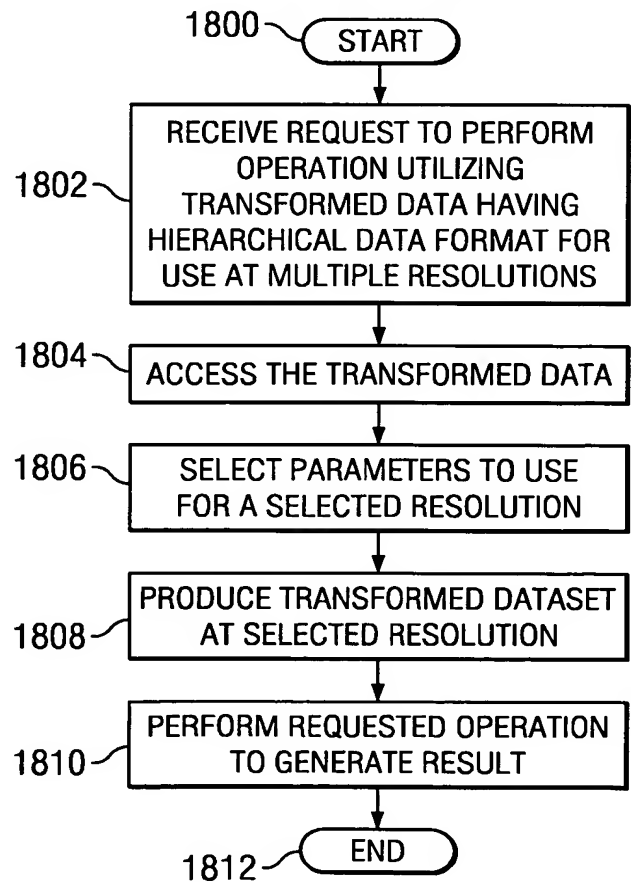 1800
START
1802
RECEIVE REQUEST TO PERFORM
OPERATION UTILIZING
TRANSFORMED DATA HAVING
HIERARCHICAL DATA FORMAT FOR
USE AT MULTIPLE RESOLUTIONS
1804
ACCESS THE TRANSFORMED DATA
1806
SELECT PARAMETERS TO USE
FOR A SELECTED RESOLUTION
1808
PRODUCE TRANSFORMED DATASET
AT SELECTED RESOLUTION
1810
PERFORM REQUESTED OPERATION
TO GENERATE RESULT
1812
END